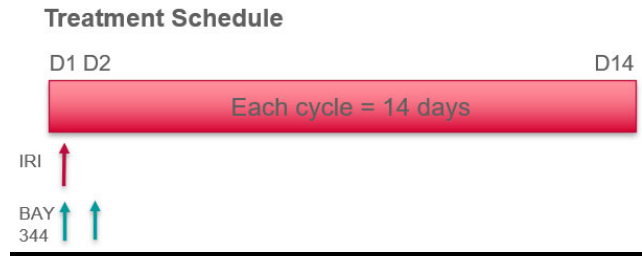 Treatment Schedule
D1 D2 D14
Each cycle = 14 days
IRI
BAY
344